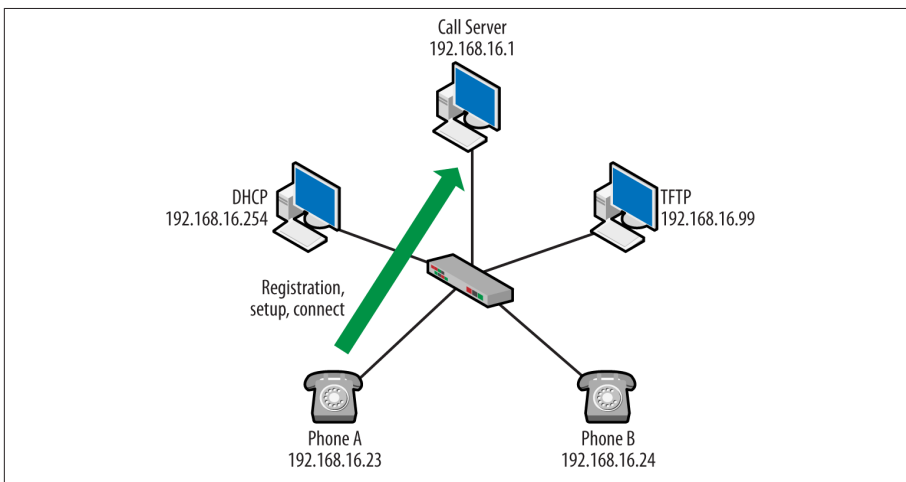 Call Server
192.168.16.1
DHCP
192.168.16.254
TFTP
192.168.16.99
Registration,
setup, connect
Phone A
192.168.16.23
Phone B
192.168.16.24